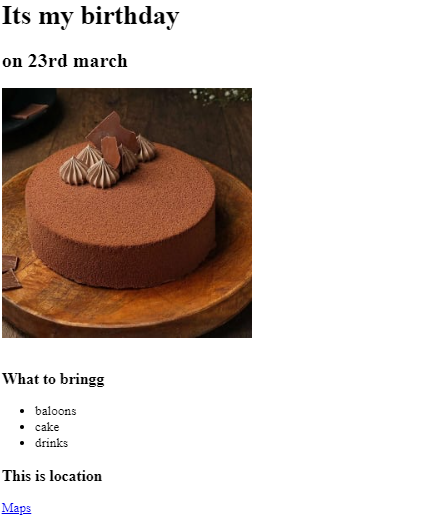 Its my birthday
on 23rd march
What to bringg
baloons
cake
drinks
This is location
Maps